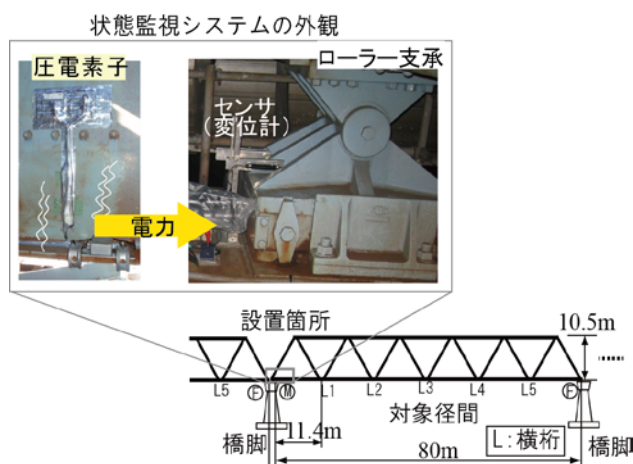 状態監視システムの外観
圧電素子
ローラー支承
センサ
(変位計)
電力
設置箇所
10.5m
L5
Ⓕ
Ⓜ
L1
L2
L3
L4
L5
Ⓕ
対象径間
橋脚
11.4m
80m
L:横桁
橋脚